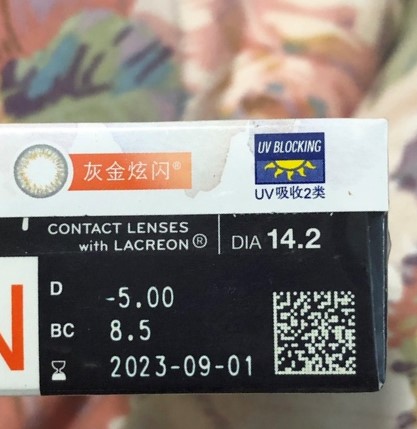 灰金炫闪®
UV BLOCKING
UV吸收2类
CONTACT LENSES
with LACREON®
DIA 14.2
N
D -5.00
BC 8.5
2023-09-01